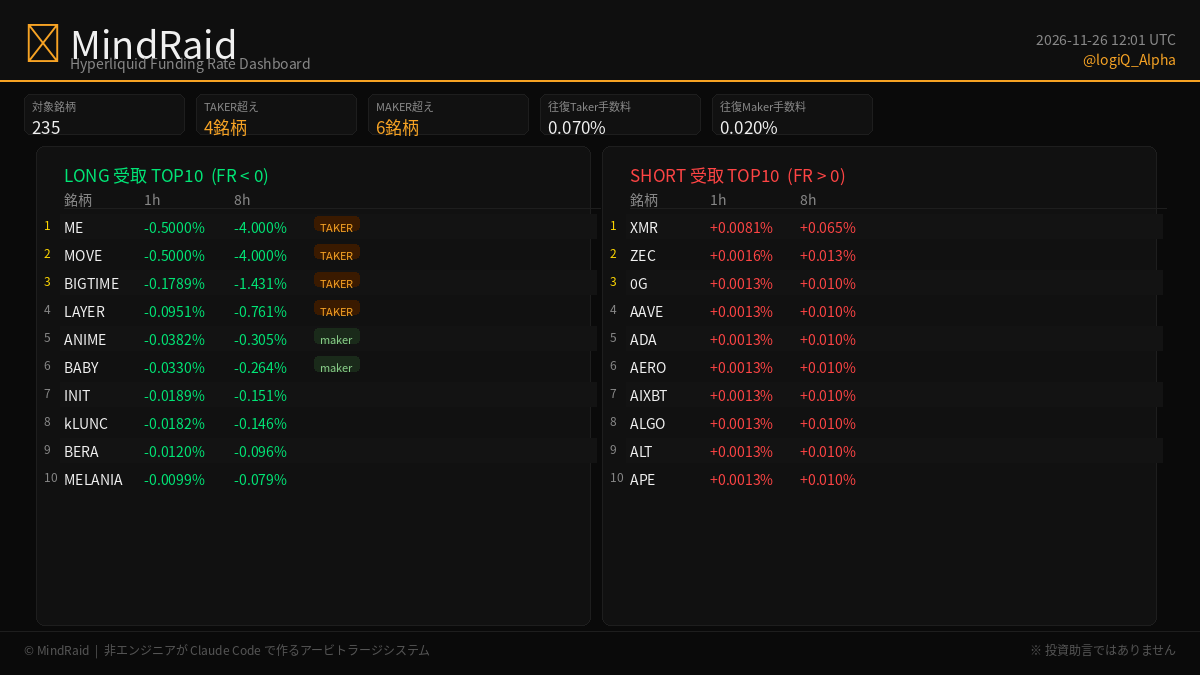 MindRaid
Hyperliquid Funding Rate Dashboard
2026-11-26 12:01 UTC
@logiQ_Alpha
対象銘柄
235
TAKER超え
4銘柄
MAKER超え
6銘柄
往復Taker手数料
0.070%
往復Maker手数料
0.020%
LONG 受取 TOP10 (FR < 0)
銘柄 1h 8h
1 ME -0.5000% -4.000% TAKER
2 MOVE -0.5000% -4.000% TAKER
3 BIGTIME -0.1789% -1.431% TAKER
4 LAYER -0.0951% -0.761% TAKER
5 ANIME -0.0382% -0.305% maker
6 BABY -0.0330% -0.264% maker
7 INIT -0.0189% -0.151%
8 kLUNC -0.0182% -0.146%
9 BERA -0.0120% -0.096%
10 MELANIA -0.0099% -0.079%
SHORT 受取 TOP10 (FR > 0)
銘柄 1h 8h
1 XMR +0.0081% +0.065%
2 ZEC +0.0016% +0.013%
3 0G +0.0013% +0.010%
4 AAVE +0.0013% +0.010%
5 ADA +0.0013% +0.010%
6 AERO +0.0013% +0.010%
7 AIXBT +0.0013% +0.010%
8 ALGO +0.0013% +0.010%
9 ALT +0.0013% +0.010%
10 APE +0.0013% +0.010%
© MindRaid | 非エンジニアが Claude Code で作るアービトラージシステム
※ 投資助言ではありません